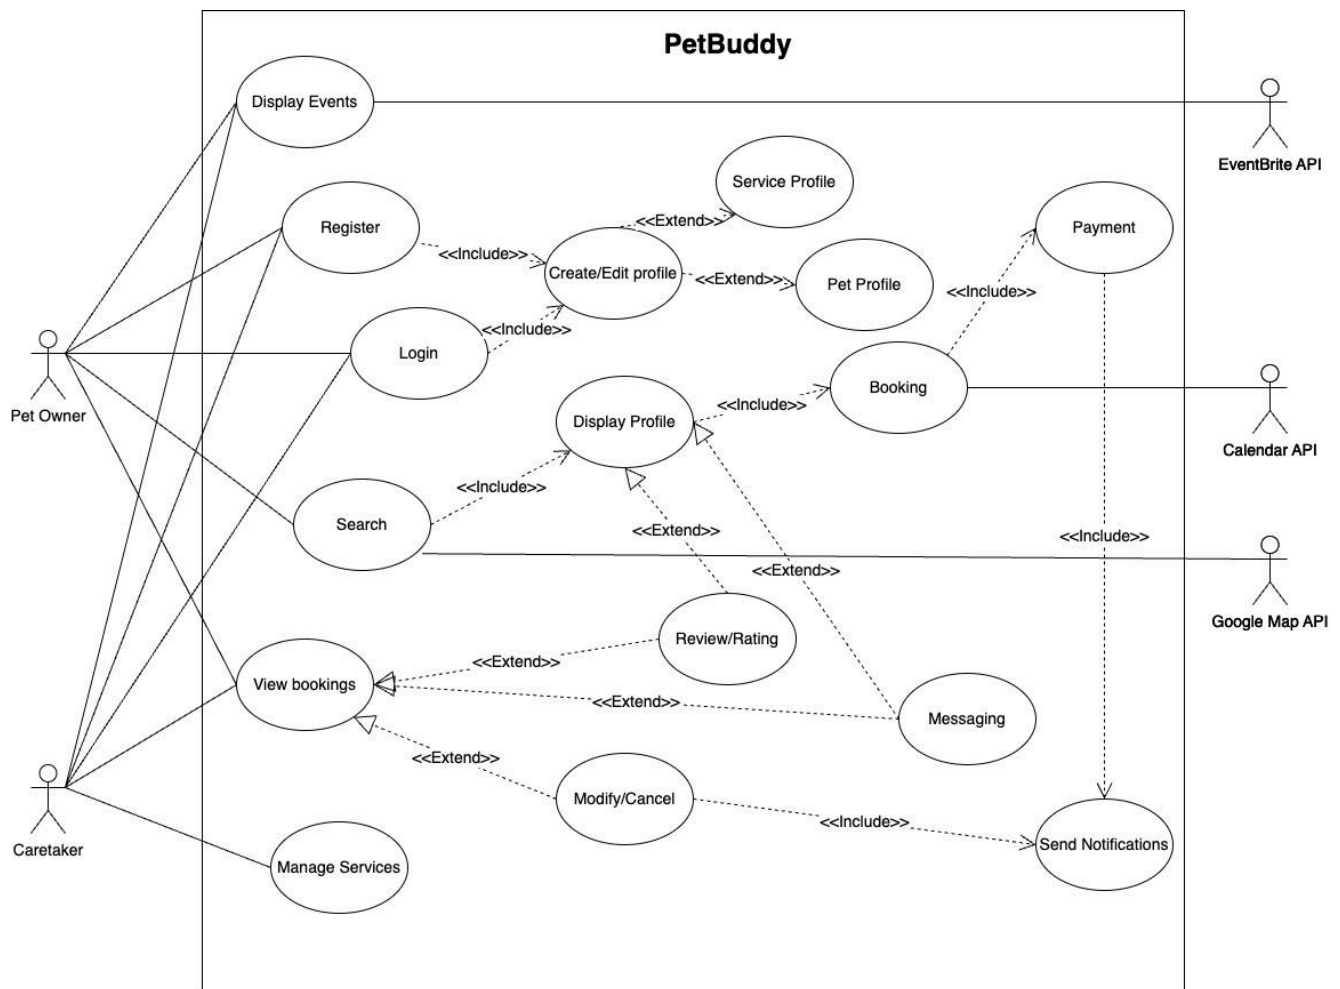 PetBuddy
Display Events
EventBrite API
Service Profile
<<Extend>>
Register
Payment
<<Include>>
Create/Edit profile
<<Extend>>
Pet Profile
<<Include>>
<<Include>>
Login
Pet Owner
Booking
<<Include>>
Display Profile
Calendar API
<<Include>>
Search
<<Extend>>
<<Include>>
<<Extend>>
Google Map API
Review/Rating
<<Extend>>
View bookings
<<Extend>>
Messaging
<<Extend>>
Modify/Cancel
<<Include>>
Send Notifications
Caretaker
Manage Services